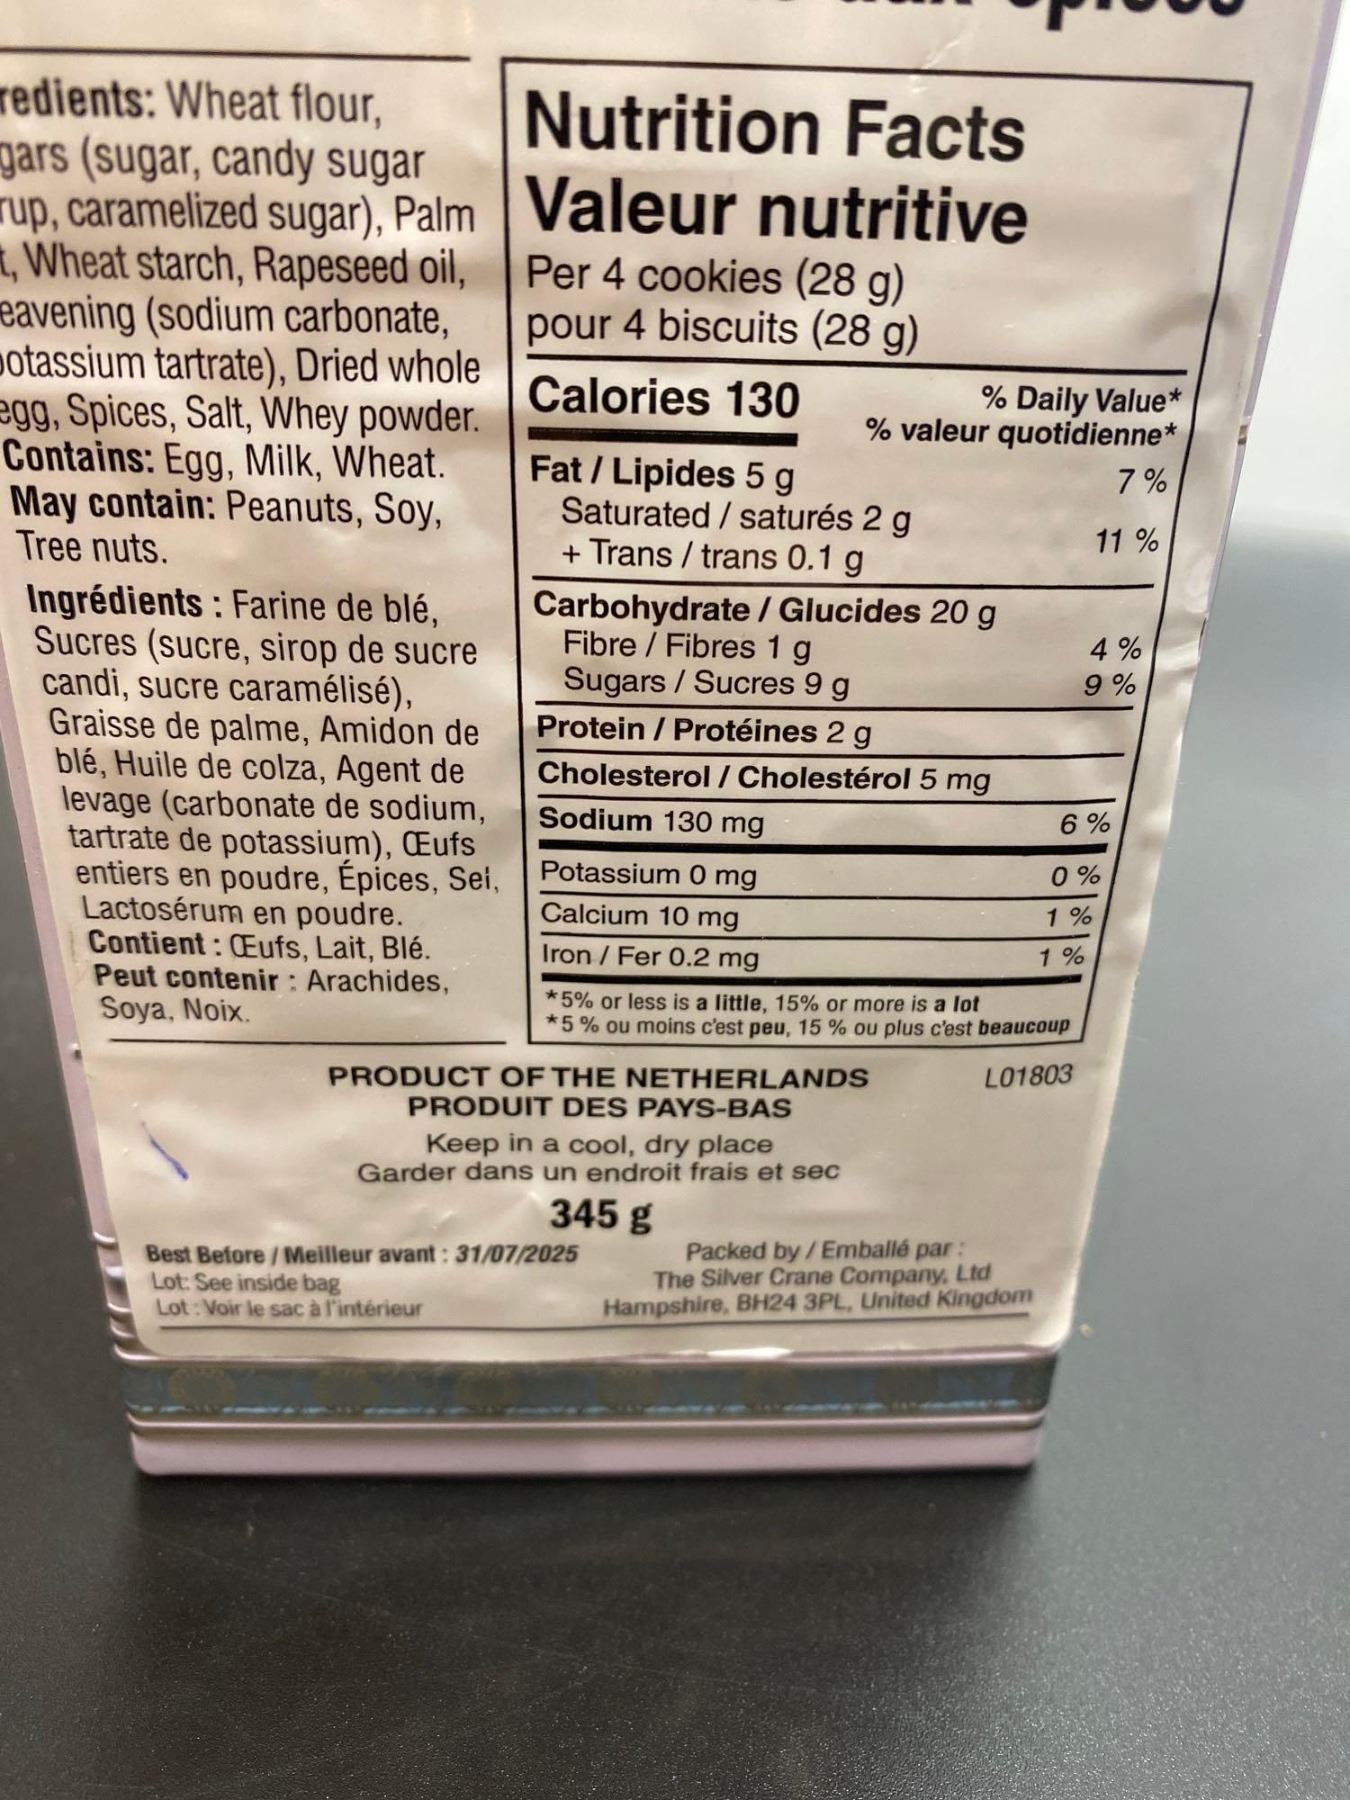 redients: Wheat flour,
gars (sugar, candy sugar
rup, caramelized sugar), Palm
t, Wheat starch, Rapeseed oil,
eavening (sodium carbonate,
potassium tartrate), Dried whole
egg, Spices, Salt, Whey powder.
Contains: Egg, Milk, Wheat.
May contain: Peanuts, Soy,
Tree nuts.
Ingrédients : Farine de blé,
Sucres (sucre, sirop de sucre
candi, sucre caramélisé),
Graisse de palme, Amidon de
blé, Huile de colza, Agent de
levage (carbonate de sodium,
tartrate de potassium), Œufs
entiers en poudre, Épices, Sel,
Lactosérum en poudre.
Contient : Œufs, Lait, Blé.
Peut contenir : Arachides,
Soya, Noix.
Nutrition Facts
Valeur nutritive
Per 4 cookies (28 g)
pour 4 biscuits (28 g)
Calories 130 % Daily Value*
% valeur quotidienne*
Fat / Lipides 5 g 7 %
Saturated / saturés 2 g
+ Trans / trans 0.1 g 11 %
Carbohydrate / Glucides 20 g
Fibre / Fibres 1 g 4 %
Sugars / Sucres 9 g 9 %
Protein / Protéines 2 g
Cholesterol / Cholestérol 5 mg
Sodium 130 mg 6 %
Potassium 0 mg 0 %
Calcium 10 mg 1 %
Iron / Fer 0.2 mg 1 %
*5% or less is a little, 15% or more is a lot
*5 % ou moins c'est peu, 15 % ou plus c'est beaucoup
PRODUCT OF THE NETHERLANDS L01803
PRODUIT DES PAYS-BAS
Keep in a cool, dry place
Garder dans un endroit frais et sec
345 g
Best Before / Meilleur avant : 31/07/2025
Lot: See inside bag
Lot : Voir le sac à l'intérieur
Packed by / Emballé par :
The Silver Crane Company, Ltd
Hampshire, BH24 3PL, United Kingdom